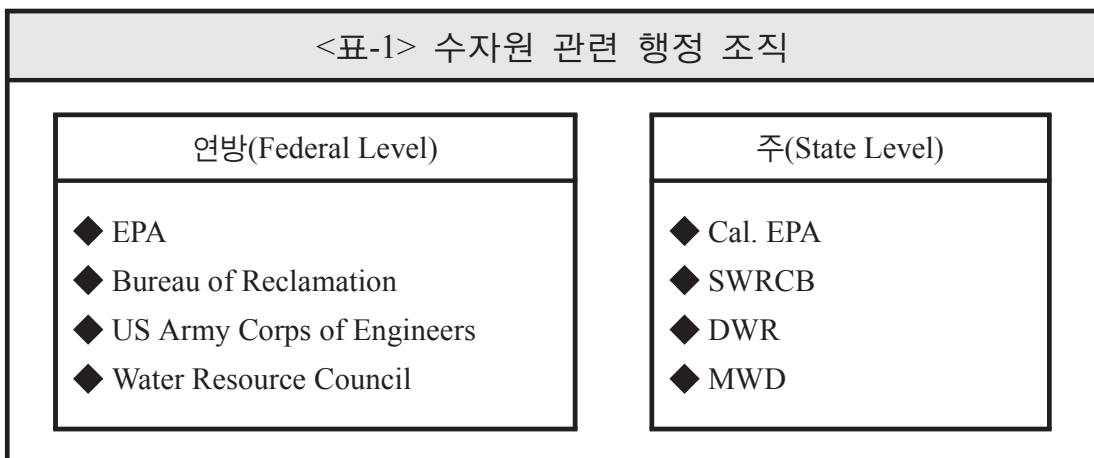 <표-1> 수자원 관련 행정 조직
연방(Federal Level)
◆ EPA
◆ Bureau of Reclamation
◆ US Army Corps of Engineers
◆ Water Resource Council
주(State Level)
◆ Cal. EPA
◆ SWRCB
◆ DWR
◆ MWD